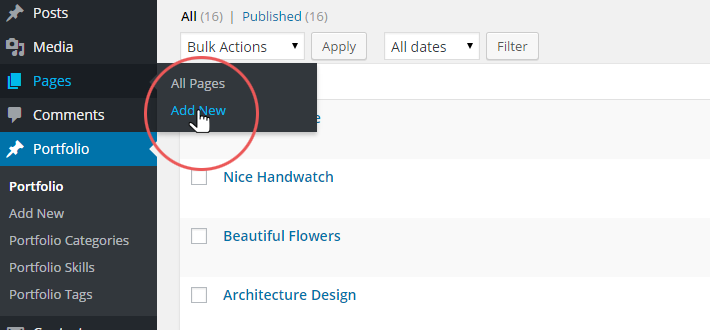 Posts
Media
Pages
Comments
Portfolio
Portfolio
Add New
Portfolio Categories
Portfolio Skills
Portfolio Tags
All (16) | Published (16)
Bulk Actions Apply All dates Filter
All Pages
Add New
Nice Handwatch
Beautiful Flowers
Architecture Design